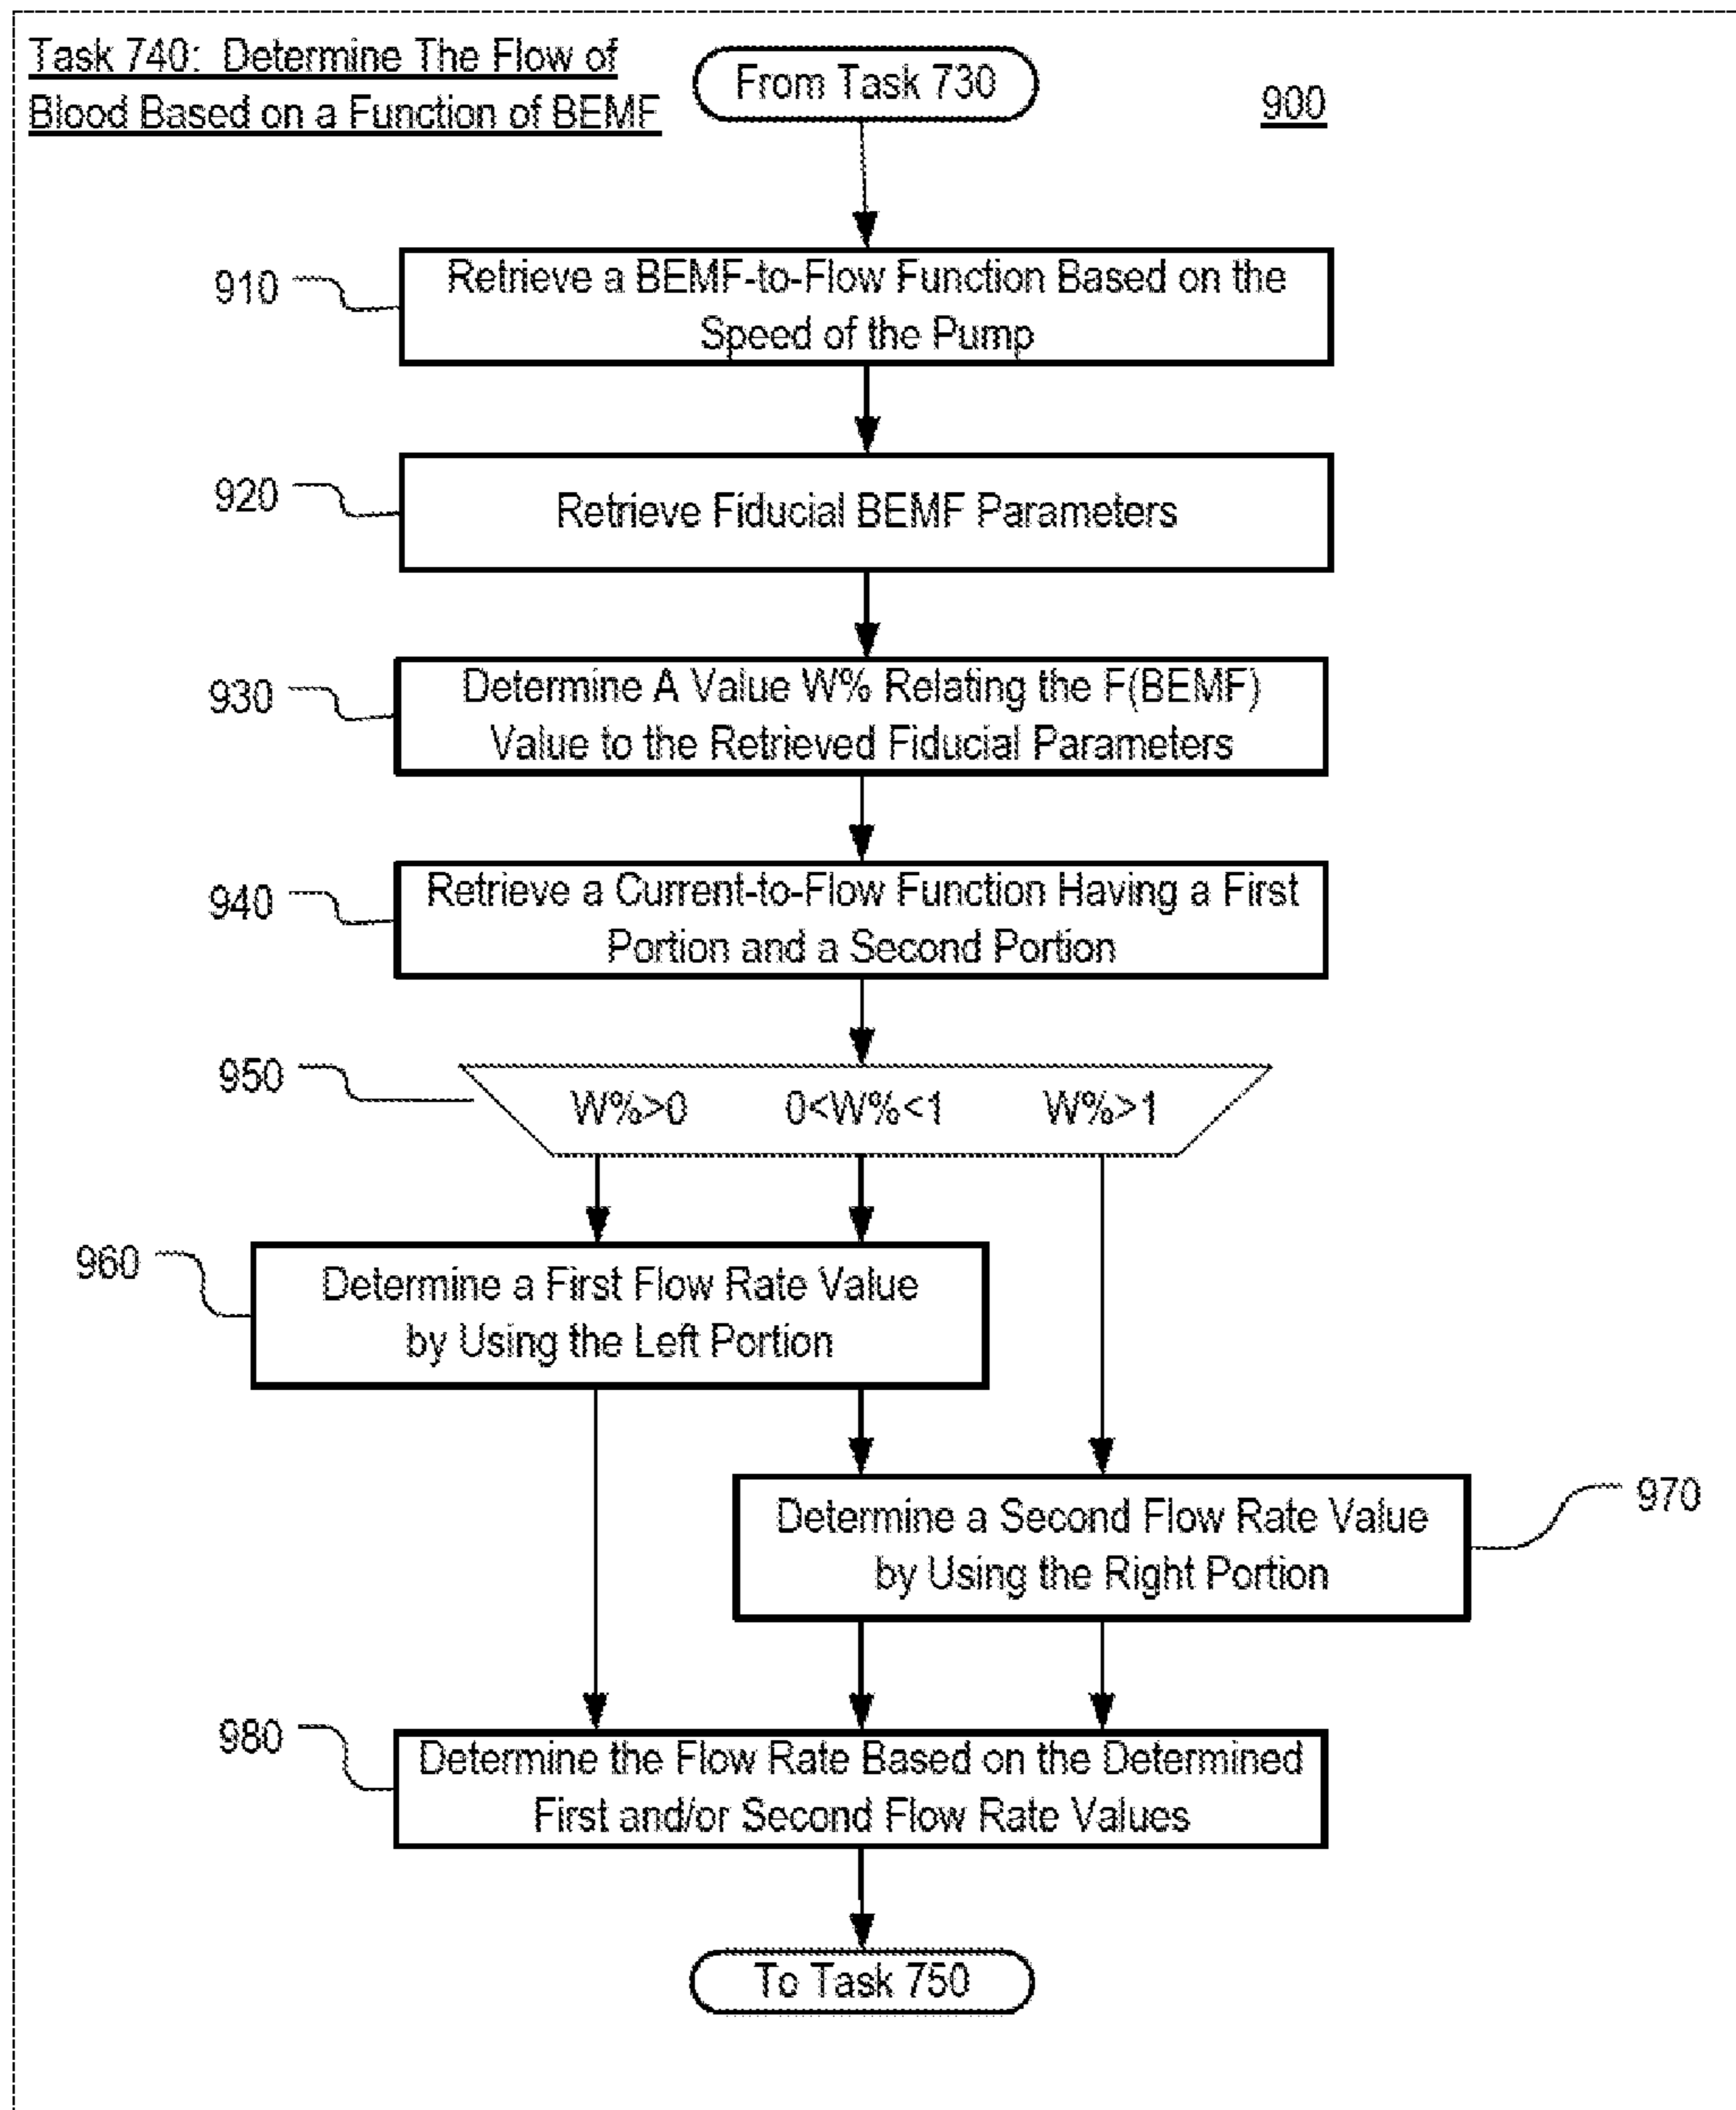 Task 740: Determine The Flow of
Blood Based on a Function of BEMF
From Task 730
900
910
Retrieve a BEMF-to-Flow Function Based on the
Speed of the Pump
920
Retrieve Fiducial BEMF Parameters
930
Determine A Value W% Relating the F(BEMF)
Value to the Retrieved Fiducial Parameters
940
Retrieve a Current-to-Flow Function Having a First
Portion and a Second Portion
950
W%>0 0<W%<1 W%>1
960
Determine a First Flow Rate Value
by Using the Left Portion
970
Determine a Second Flow Rate Value
by Using the Right Portion
980
Determine the Flow Rate Based on the Determined
First and/or Second Flow Rate Values
To Task 750